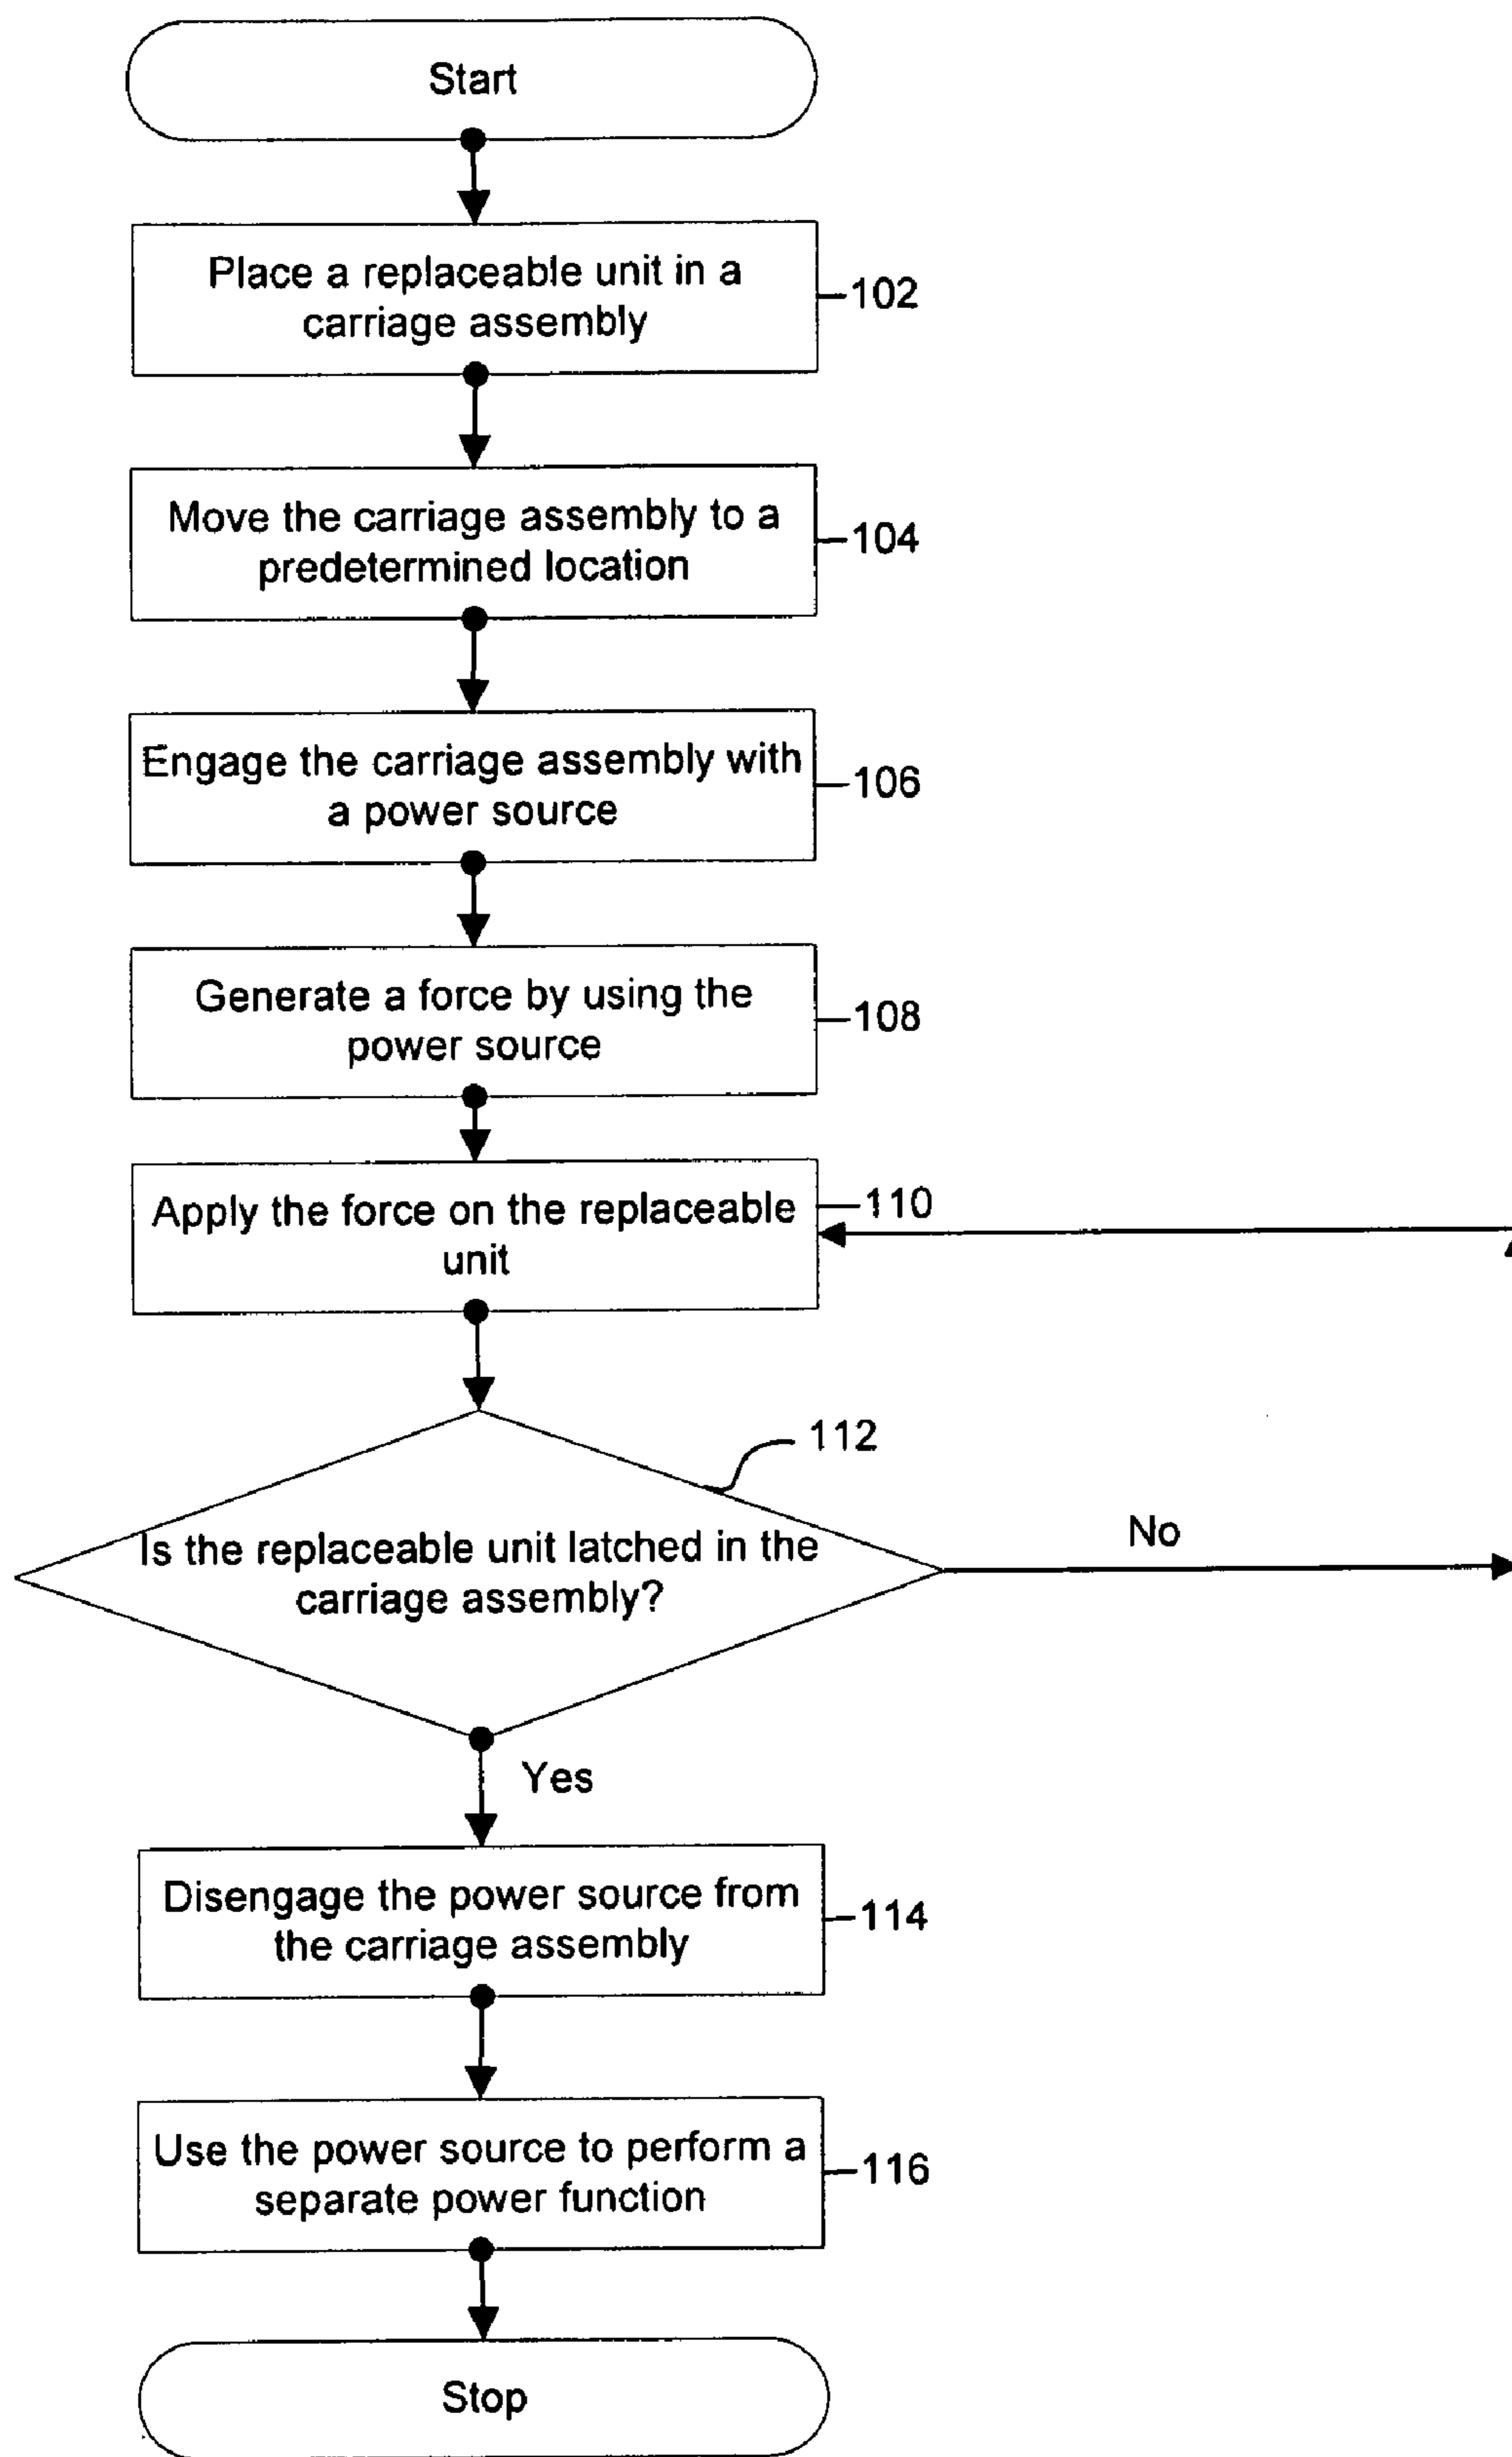 Start
Place a replaceable unit in a
carriage assembly
102
Move the carriage assembly to a
predetermined location
104
Engage the carriage assembly with
a power source
106
Generate a force by using the
power source
108
Apply the force on the replaceable
unit
110
112
Is the replaceable unit latched in the
carriage assembly?
No
Yes
Disengage the power source from
the carriage assembly
114
Use the power source to perform a
separate power function
116
Stop